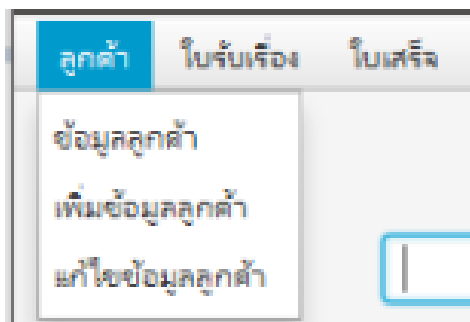 ลูกค้า ใบรับเรื่อง ใบเสร็จ
ข้อมูลลูกค้า
เพิ่มข้อมูลลูกค้า
แก้ไขข้อมูลลูกค้า